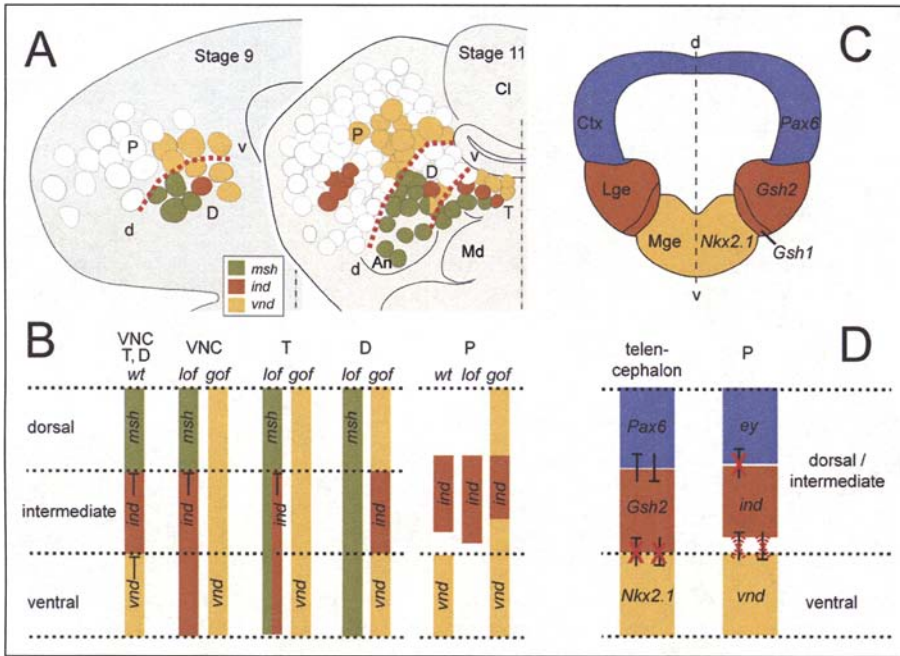 A
Stage 9
P
v
D
d
msh
ind
vnd
Stage 11
Cl
P
D
v
T
d
An
Md
C
d
Ctx
Pax6
Lge
Gsh2
Mge
Nkx2.1
Gsh1
v
B
VNC
T, D
VNC
T
D
P
wt
lof gof
lof gof
lof gof
wt lof gof
dorsal
msh
msh
msh
intermediate
ind
ind
ind
ind
ind
ind
ind
ventral
vnd
vnd
vnd
vnd
vnd
vnd
D
telen-
cephalon
P
Pax6
ey
dorsal /
intermediate
Gsh2
ind
Nkx2.1
vnd
ventral